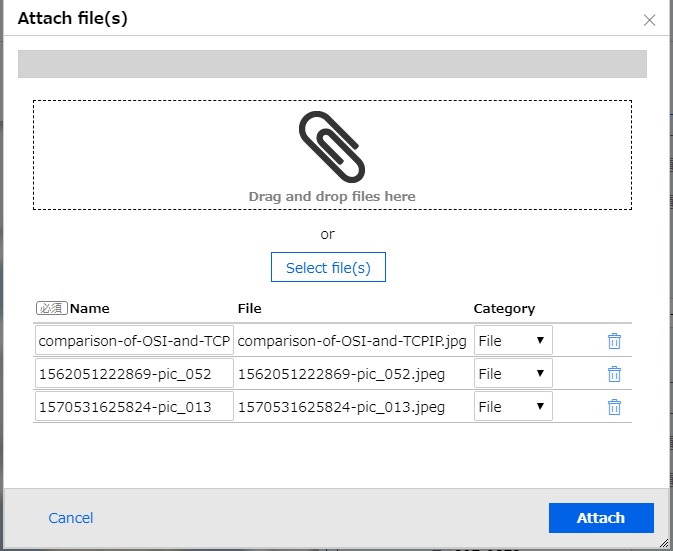 Attach file(s)
Drag and drop files here
or
Select file(s)
必須 Name File Category
comparison-of-OSI-and-TCP comparison-of-OSI-and-TCPIP.jpg File
1562051222869-pic_052 1562051222869-pic_052.jpeg File
1570531625824-pic_013 1570531625824-pic_013.jpeg File
Cancel Attach